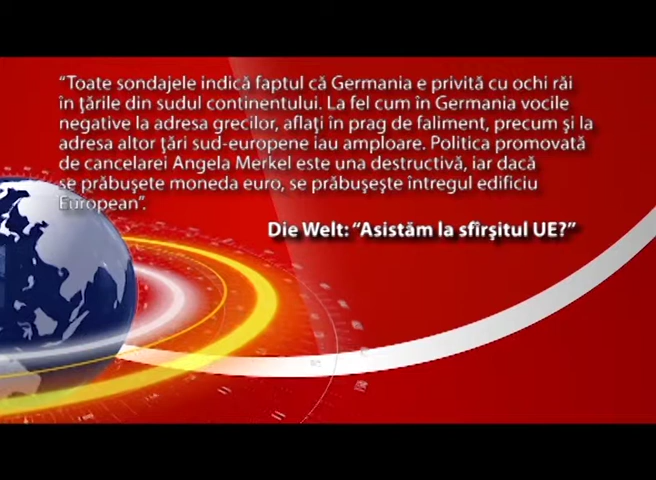 “Toate sondajele indică faptul că Germania e privită cu ochi răi
în ţările din sudul continentului. La fel cum în Germania vocile
negative la adresa grecilor, aflaţi în prag de faliment, precum şi la
adresa altor ţări sud-europene iau amploare. Politica promovată
de cancelarei Angela Merkel este una destructivă, iar dacă
se prăbuşete moneda euro, se prăbuşeşte întregul edificiu
European”.
Die Welt: “Asistăm la sfîrşitul UE?”